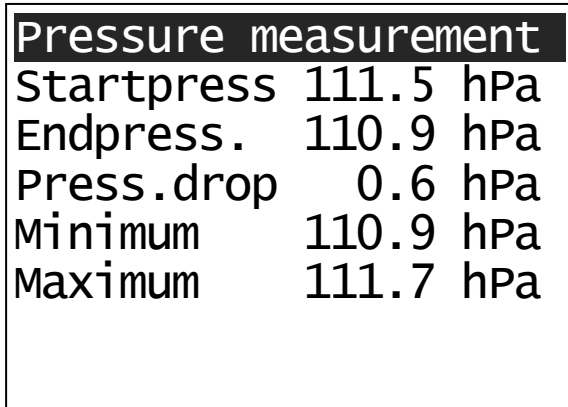 Pressure measurement
Startpress 111.5 hPa
Endpress. 110.9 hPa
Press.drop 0.6 hPa
Minimum 110.9 hPa
Maximum 111.7 hPa